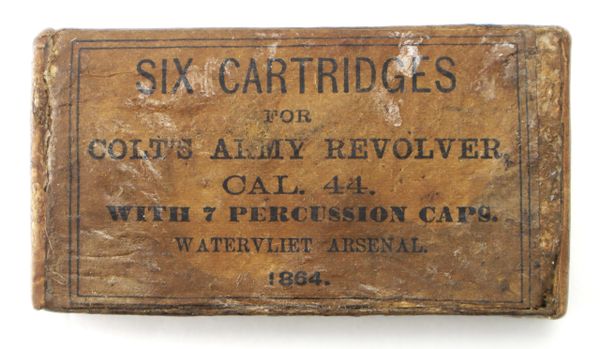 SIX CARTRIDGES
FOR
COLT'S ARMY REVOLVER,
CAL. 44.
WITH 7 PERCUSSION CAPS.
WATERVLIET ARSENAL.
1864.